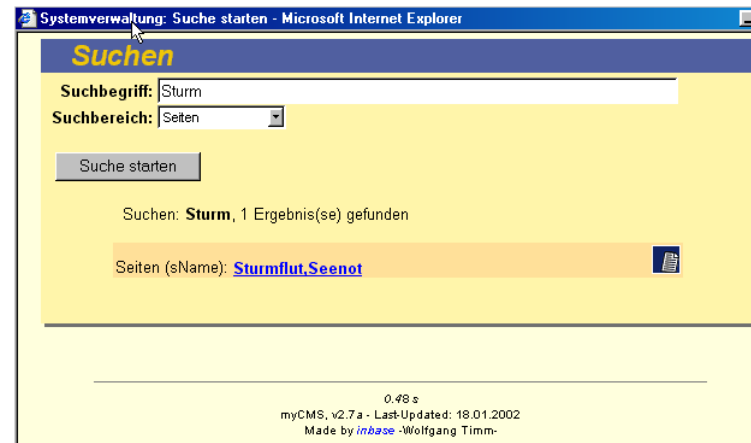 Systemverwaltung: Suche starten - Microsoft Internet Explorer
Suchen
Suchbegriff: Sturm
Suchbereich: Seiten
Suche starten
Suchen: Sturm, 1 Ergebnis(se) gefunden
Seiten (sName): Sturmflut,Seenot
0.48 s
myCMS, v2.7a - Last-Updated: 18.01.2002
Made by inbase -Wolfgang Timm-